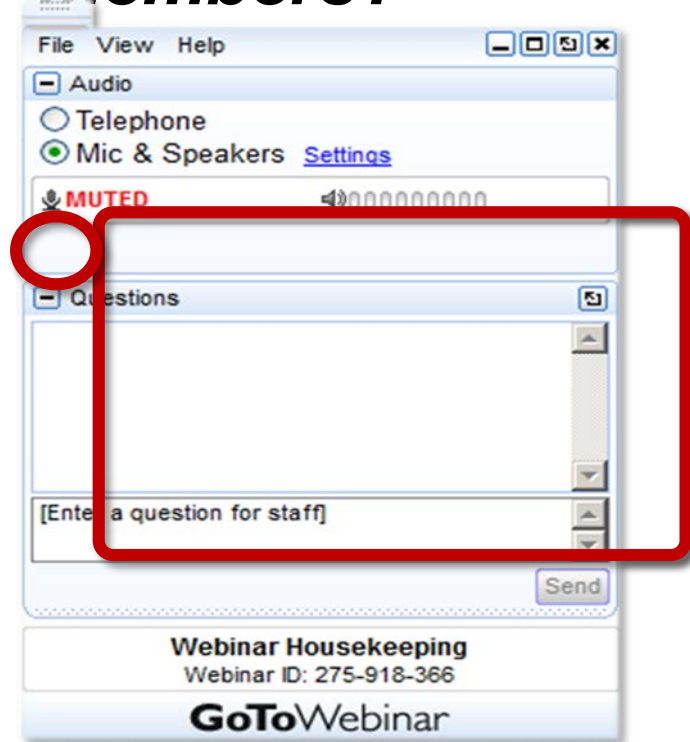 File View Help
Audio
Telephone
Mic & Speakers Settings
MUTED
Questions
[Enter a question for staff]
Send
Webinar Housekeeping
Webinar ID: 275-918-366
GoToWebinar